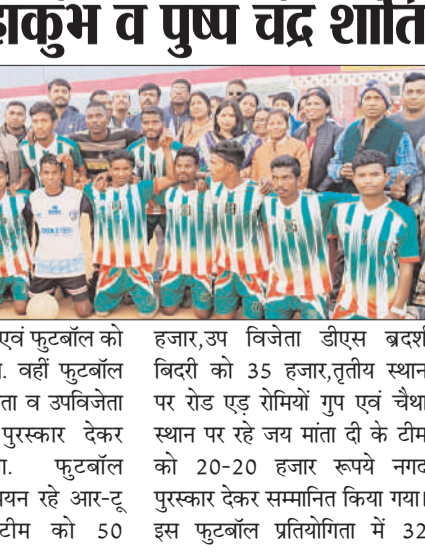 हाकुंभ व पुष्प चंद्र शांति
एवं फुटबॉल को
. वहीं फुटबॉल
ता व उपविजेता
पुरस्कार देकर
ा. फुटबॉल
यन रहे आर-टू
टीम को 50
हजार,उप विजेता डीएस ब्रदर्श
बिदरी को 35 हजार,तृतीय स्थान
पर रोड एड़ रोमियों गुप एवं चैथा
स्थान पर रहे जय मांता दी के टीम
को 20-20 हजार रूपये नगद
पुरस्कार देकर सम्मानित किया गया।
इस फुटबॉल प्रतियोगिता में 32